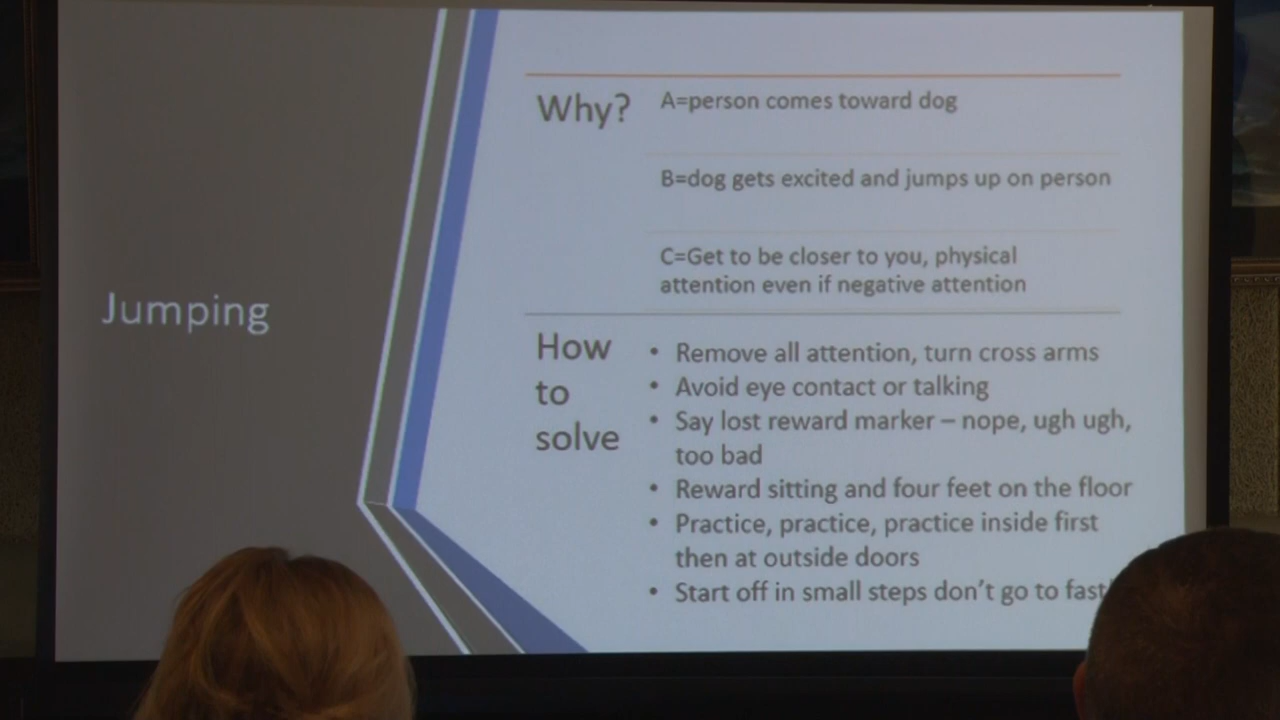 Jumping
Why?
A=person comes toward dog
B=dog gets excited and jumps up on person
C=Get to be closer to you, physical
attention even if negative attention
How
to
solve
• Remove all attention, turn cross arms
• Avoid eye contact or talking
• Say lost reward marker – nope, ugh ugh,
too bad
• Reward sitting and four feet on the floor
• Practice, practice, practice inside first
then at outside doors
• Start off in small steps don't go to fast